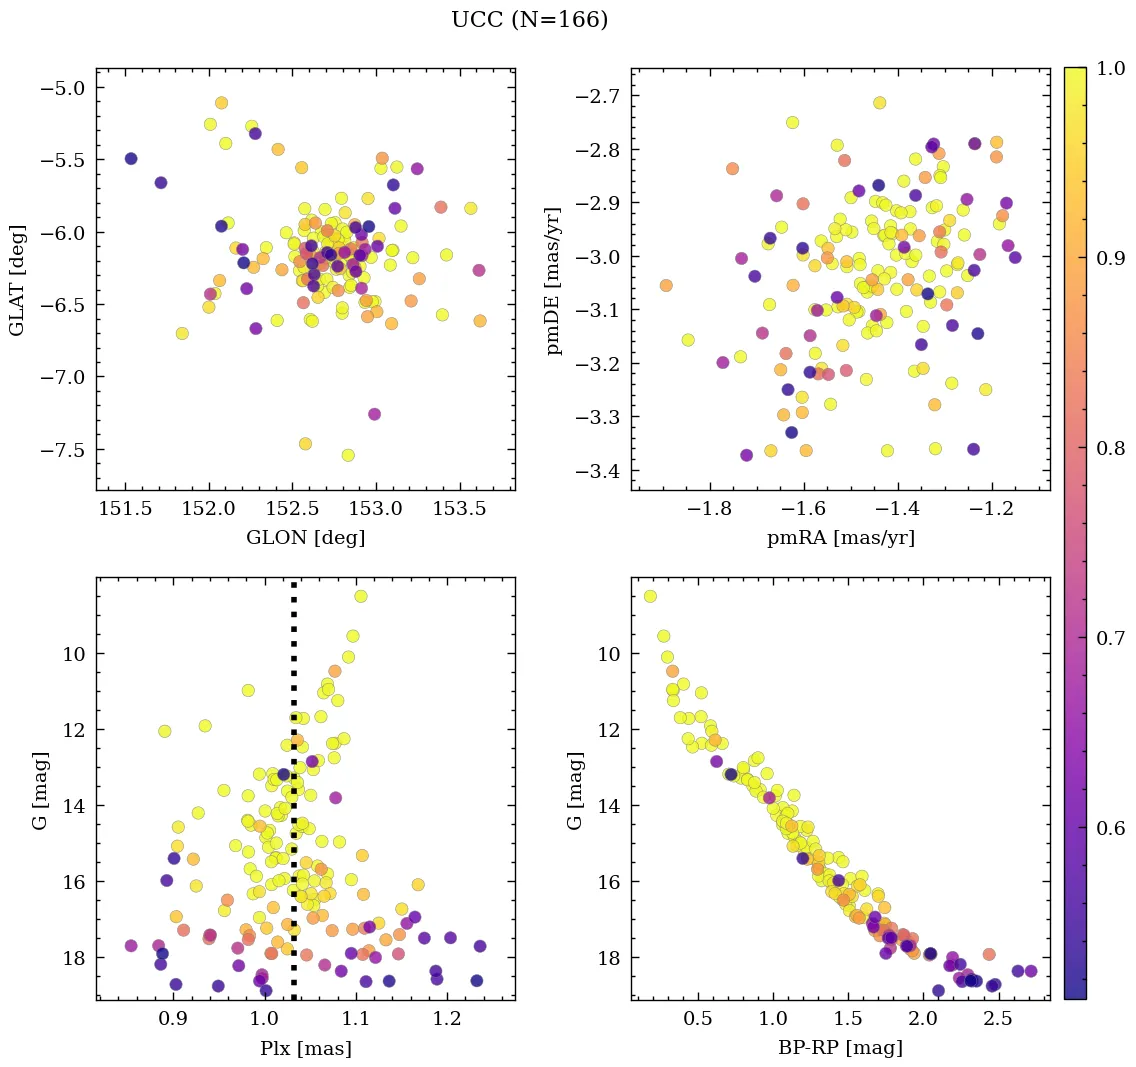 UCC (N=166)
−5.0
−5.5
−6.0
−6.5
−7.0
−7.5
GLAT [deg]
151.5 152.0 152.5 153.0 153.5
GLON [deg]
−2.7
−2.8
−2.9
−3.0
−3.1
−3.2
−3.3
−3.4
pmDE [mas/yr]
−1.8 −1.6 −1.4 −1.2
pmRA [mas/yr]
1.0
0.9
0.8
0.7
0.6
10
12
14
16
18
G [mag]
0.9 1.0 1.1 1.2
Plx [mas]
10
12
14
16
18
G [mag]
0.5 1.0 1.5 2.0 2.5
BP-RP [mag]